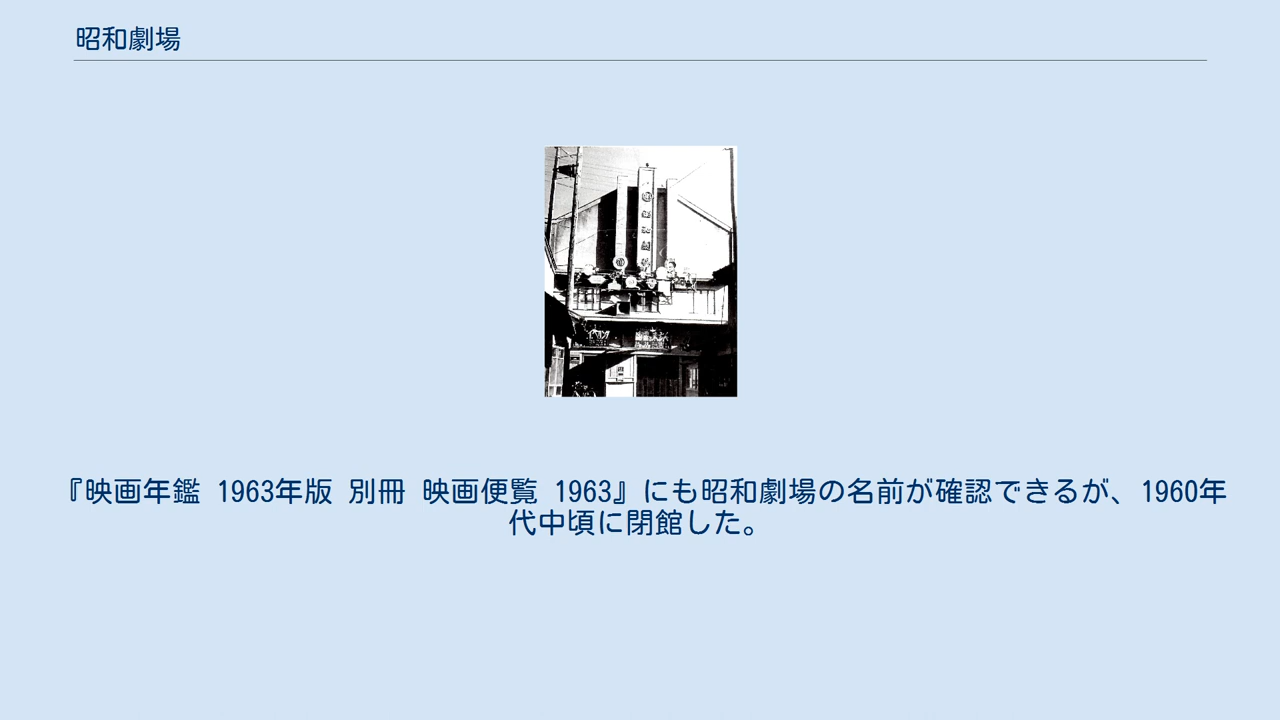 昭和劇場
『映画年鑑 1963年版 別冊 映画便覧 1963』にも昭和劇場の名前が確認できるが、1960年
代中頃に閉館した。